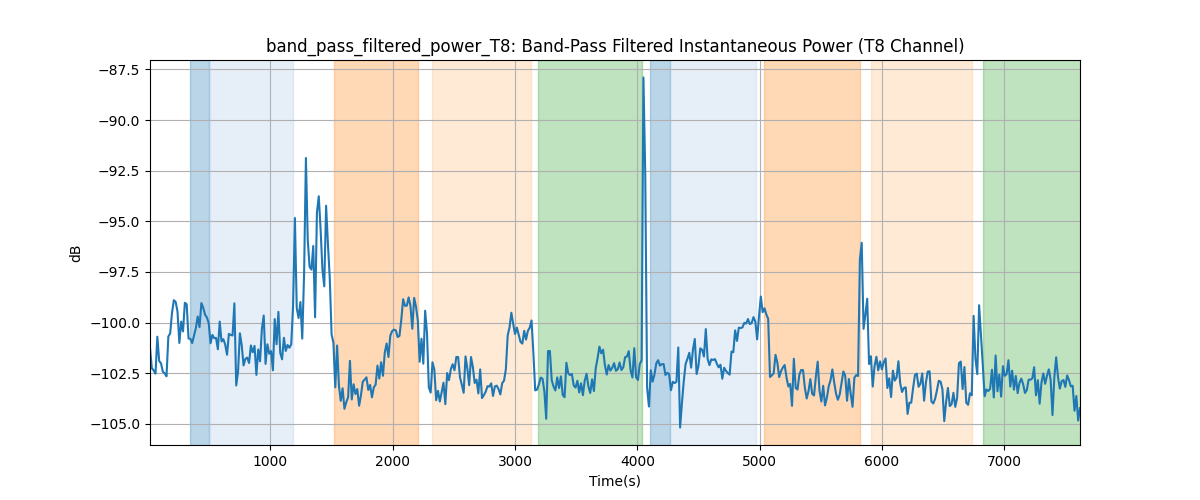 band_pass_filtered_power_T8: Band-Pass Filtered Instantaneous Power (T8 Channel)
dB
−87.5
−90.0
−92.5
−95.0
−97.5
−100.0
−102.5
−105.0
1000 2000 3000 4000 5000 6000 7000
Time(s)